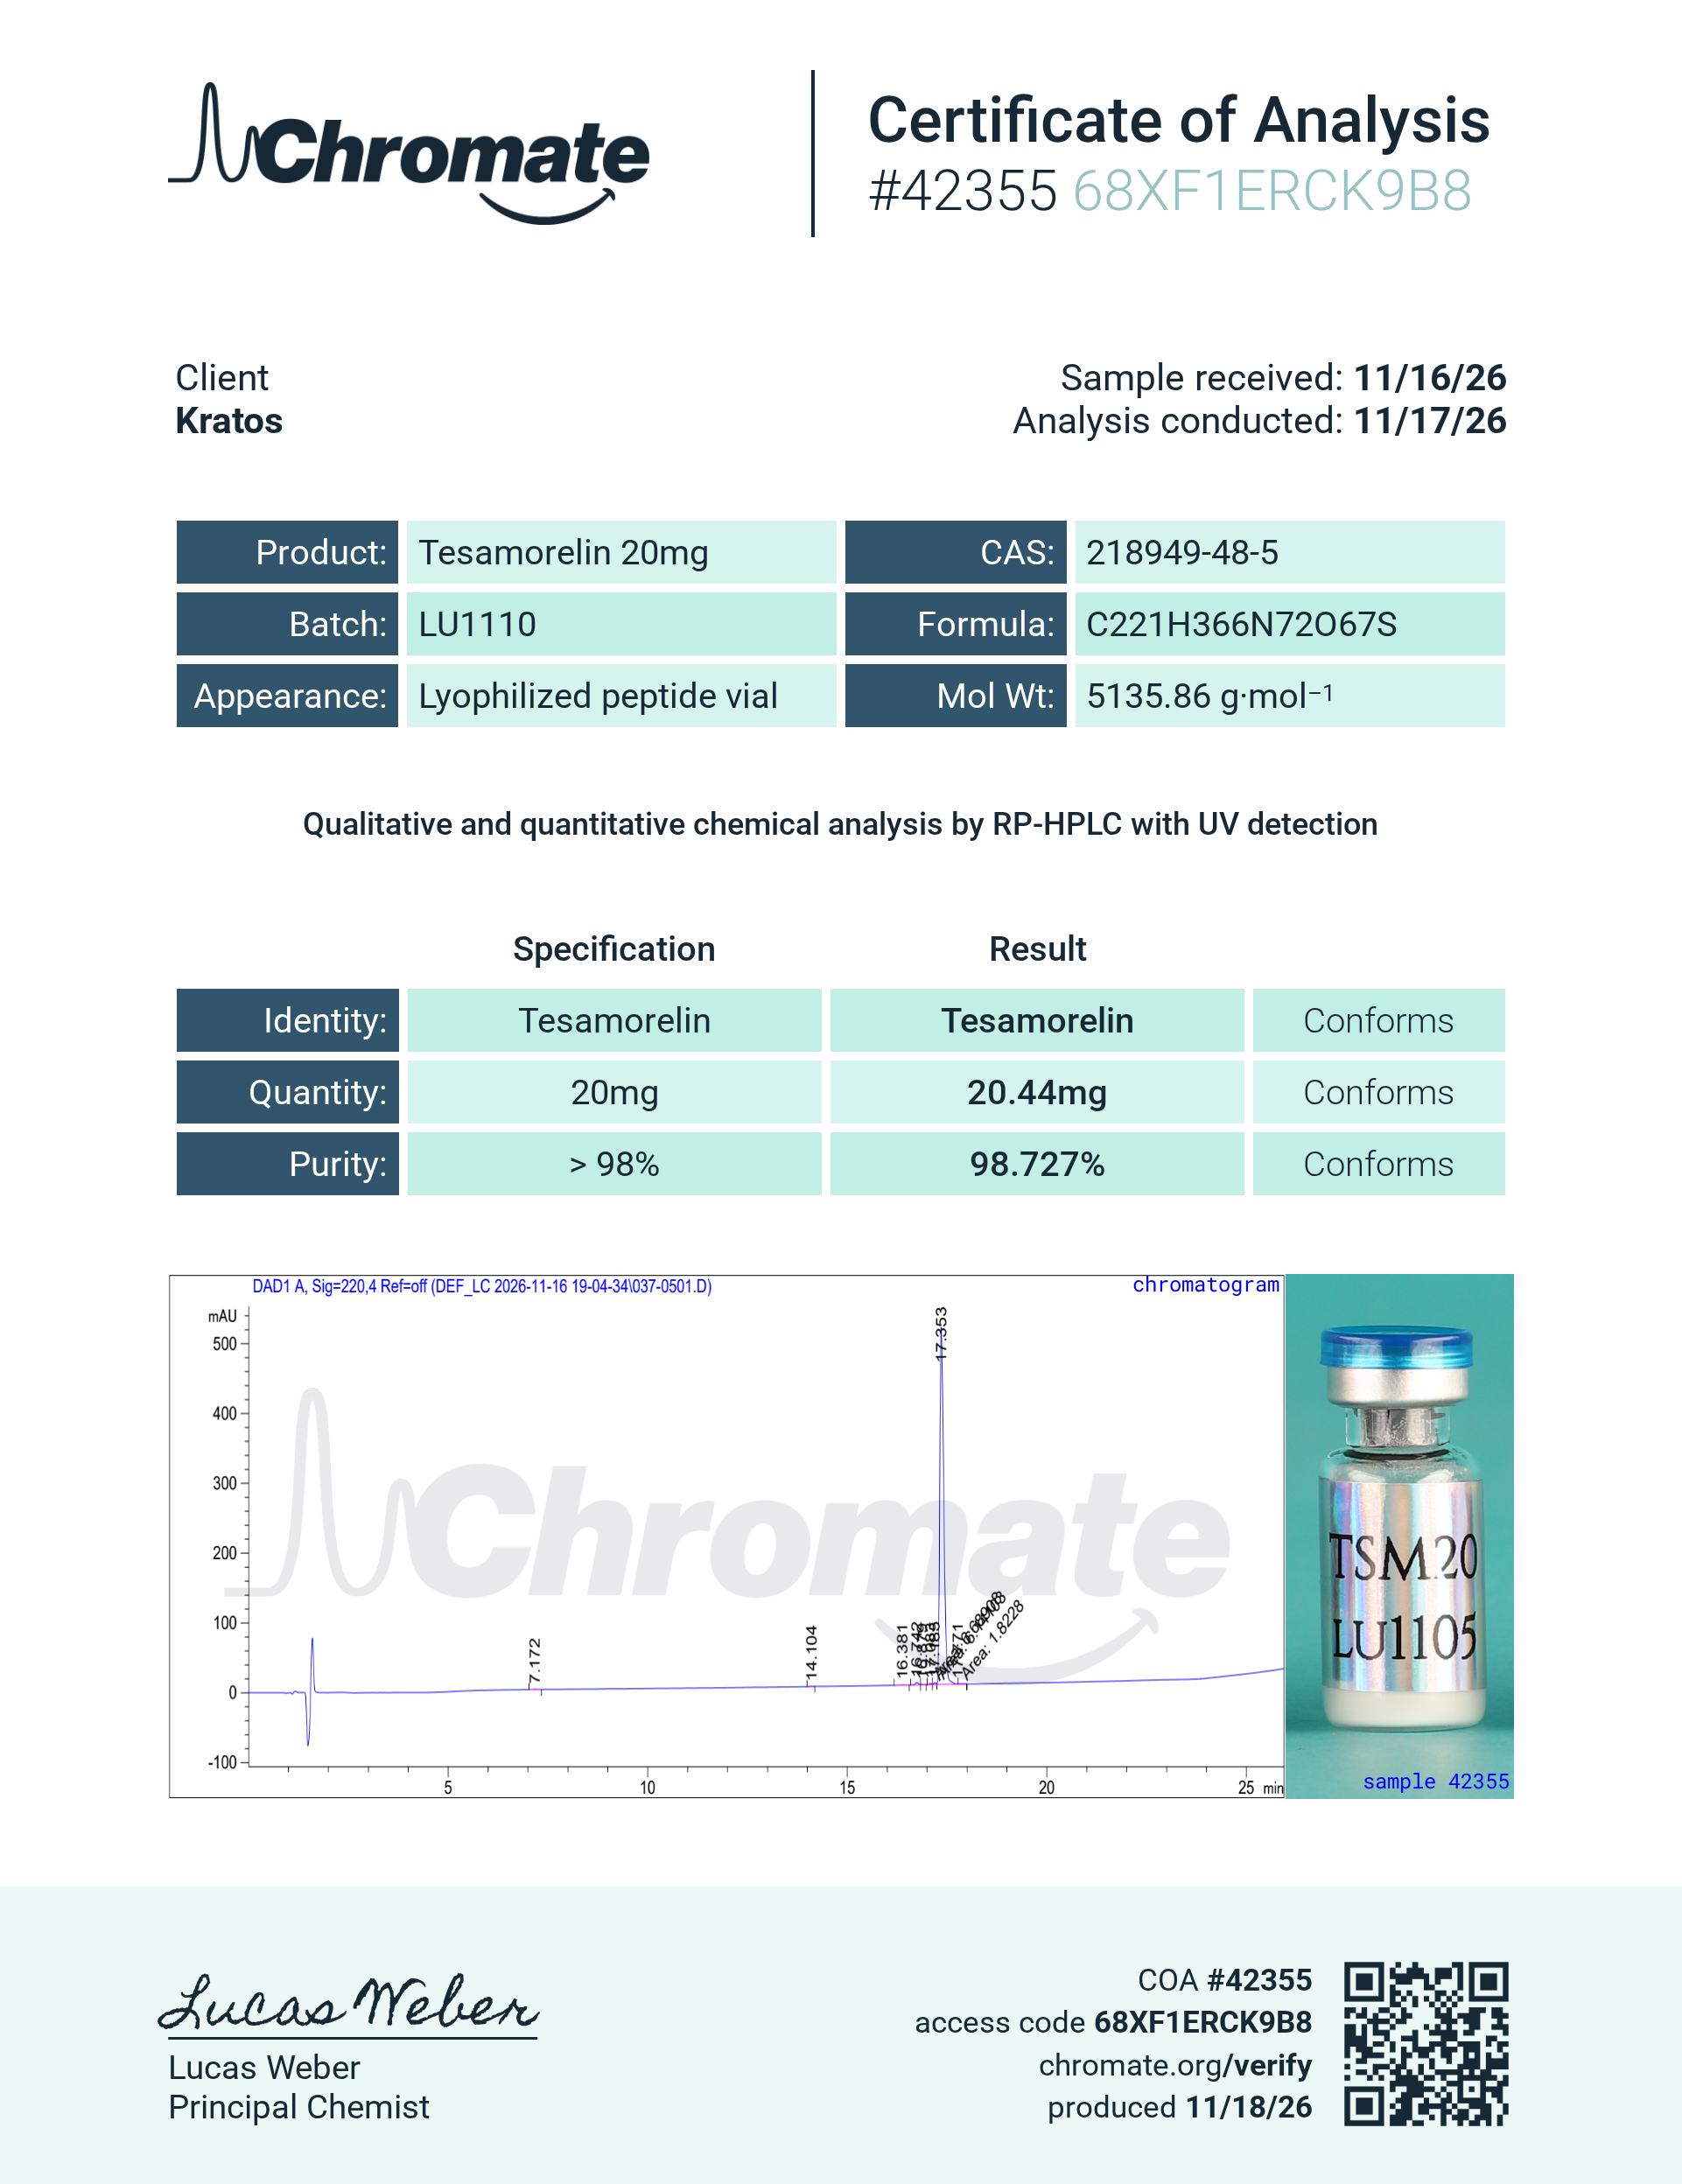 Chromate
Certificate of Analysis
#42355 68XF1ERCK9B8
Client
Kratos
Sample received: 11/16/26
Analysis conducted: 11/17/26
Product: Tesamorelin 20mg CAS: 218949-48-5
Batch: LU1110 Formula: C221H366N72O67S
Appearance: Lyophilized peptide vial Mol Wt: 5135.86 g·mol⁻¹
Qualitative and quantitative chemical analysis by RP-HPLC with UV detection
Specification Result
Identity: Tesamorelin Tesamorelin Conforms
Quantity: 20mg 20.44mg Conforms
Purity: > 98% 98.727% Conforms
DAD1 A, Sig=220,4 Ref=off (DEF_LC 2026-11-16 19-04-34\037-0501.D)
chromatogram
mAU
500
400
300
200
100
0
-100
5 10 15 20 25 min
7.172
14.104
16.381
16.742
17.353
Area: 1.8228
Chromate
TSM20
LU1105
sample 42355
Lucas Weber
Lucas Weber
Principal Chemist
COA #42355
access code 68XF1ERCK9B8
chromate.org/verify
produced 11/18/26